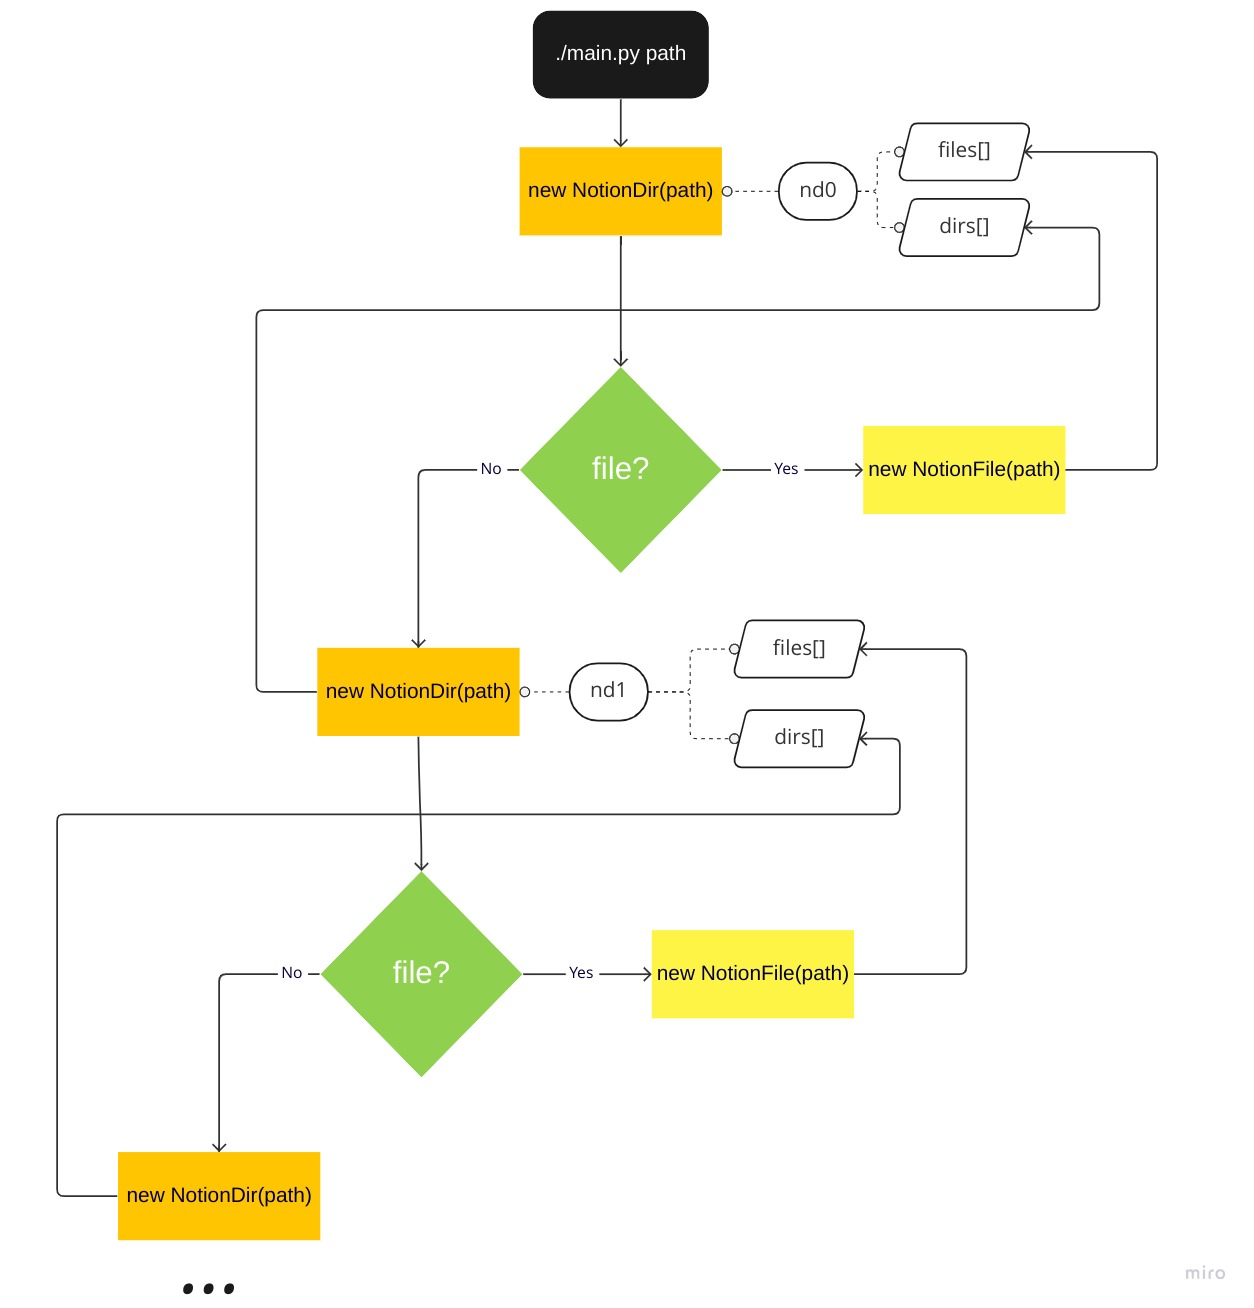 ./main.py path
new NotionDir(path)
nd0
files[]
dirs[]
file?
No
Yes
new NotionFile(path)
new NotionDir(path)
nd1
files[]
dirs[]
file?
No
Yes
new NotionFile(path)
new NotionDir(path)
...
miro